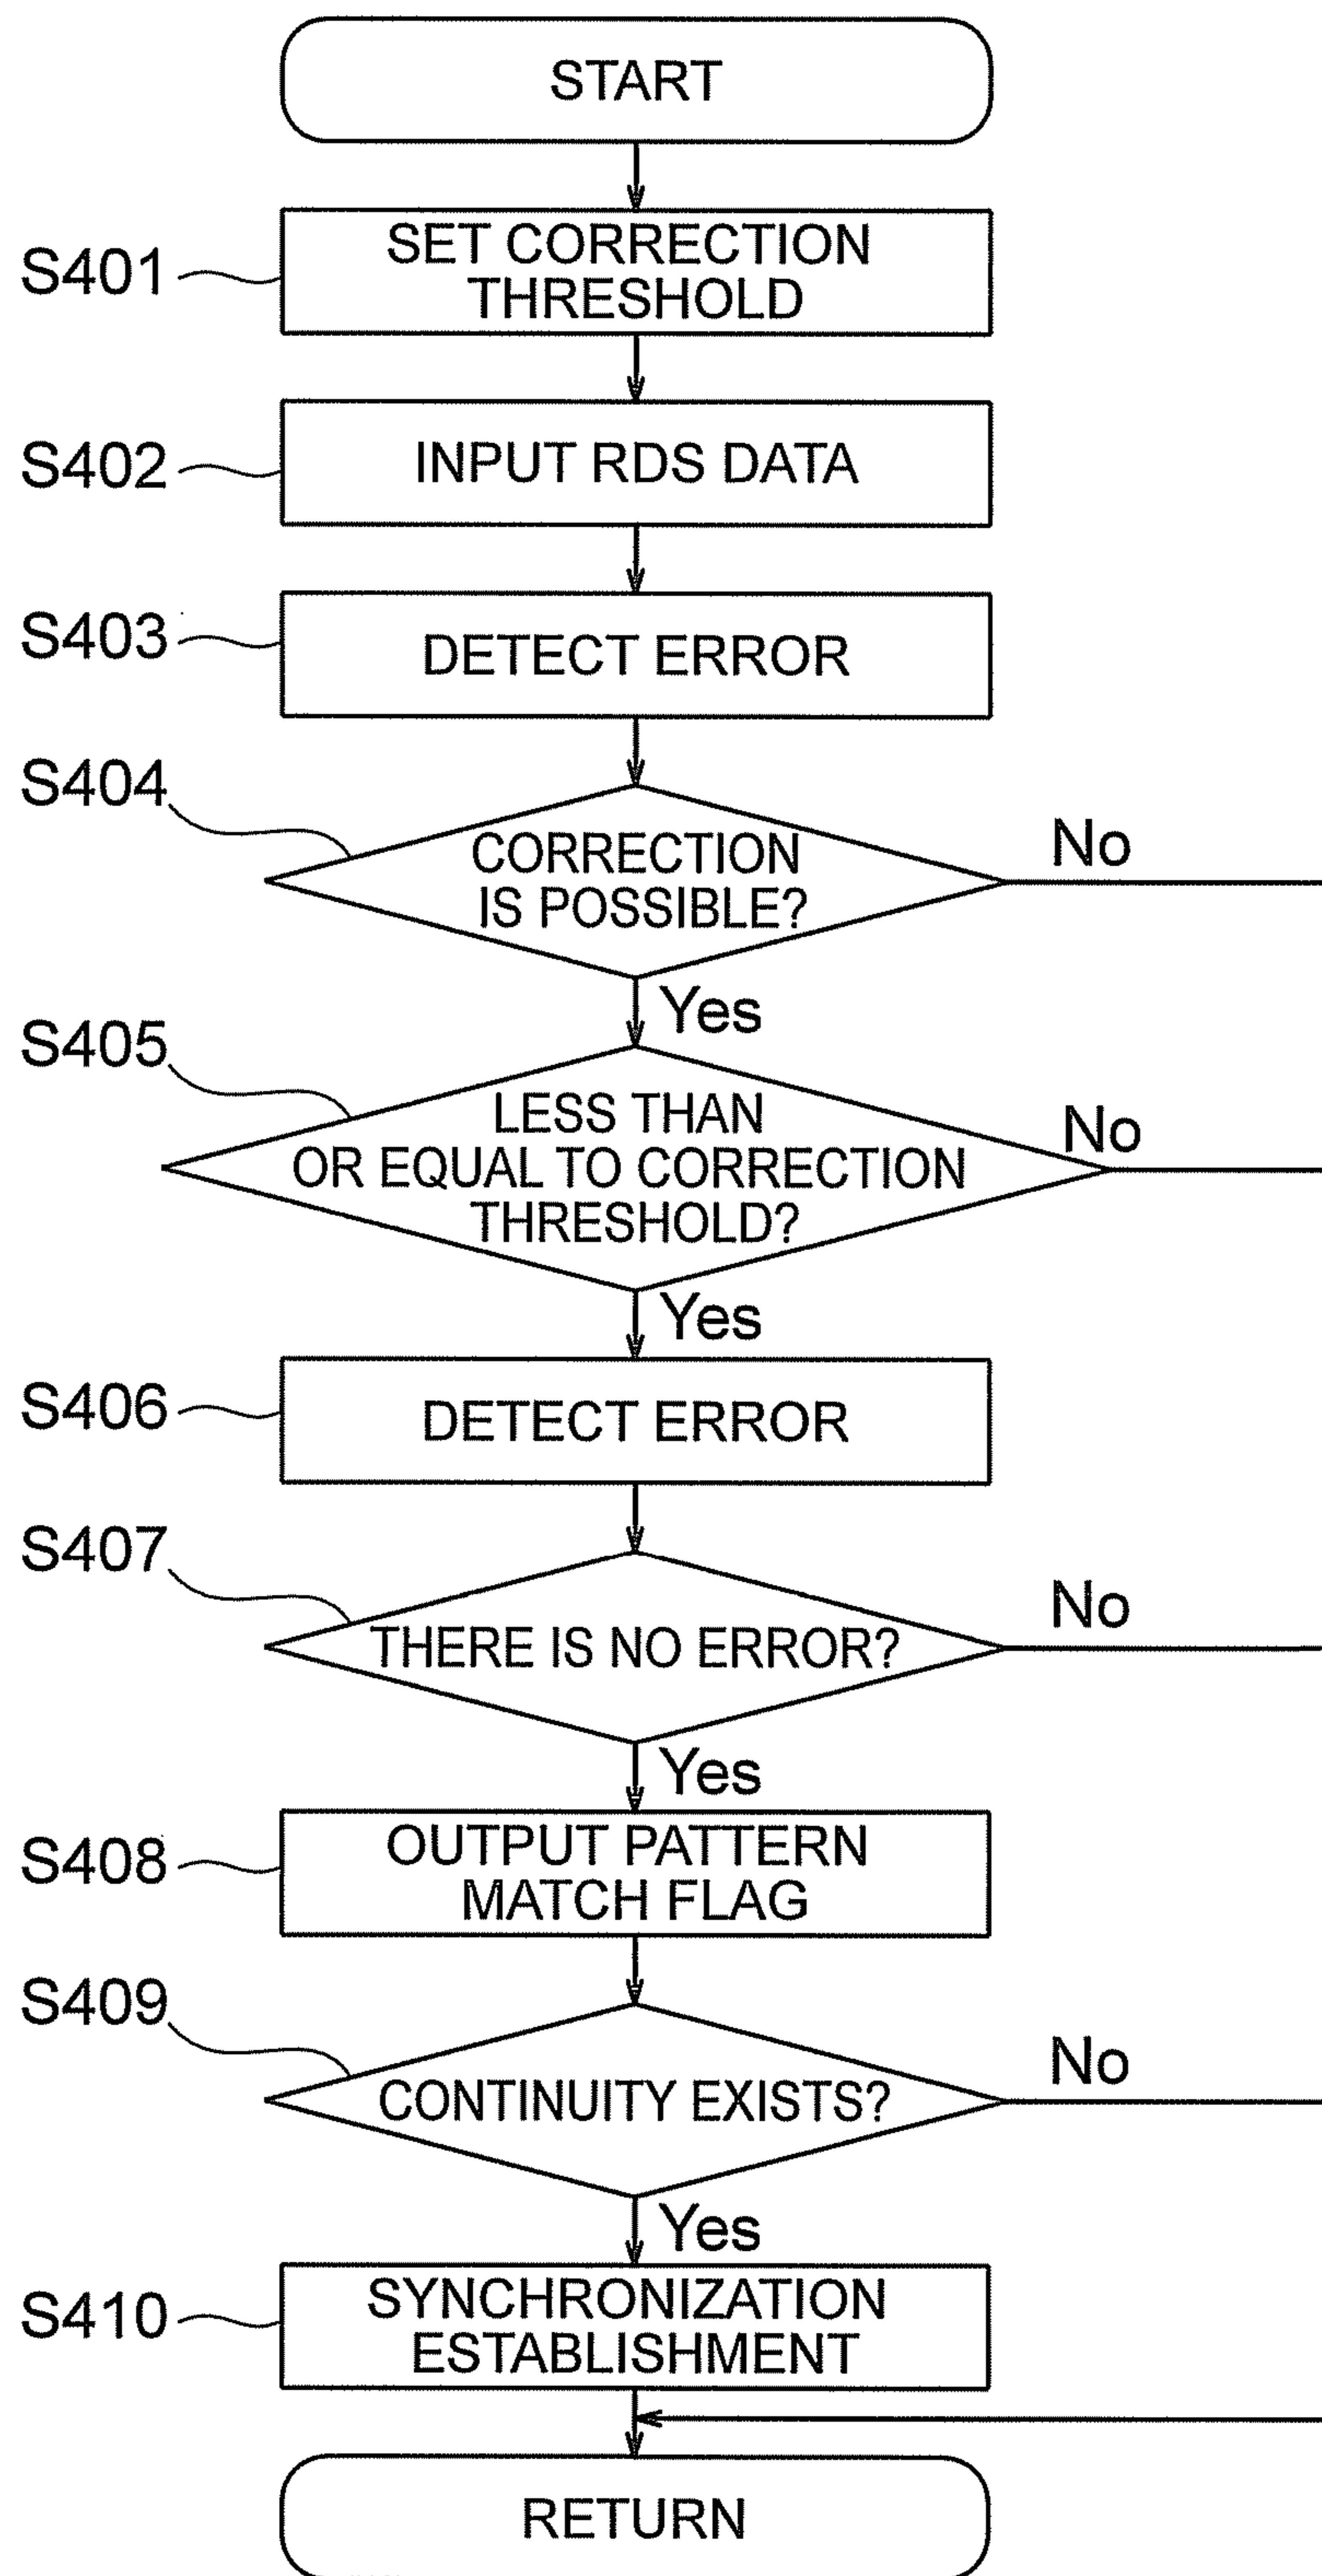 START
S401
SET CORRECTION
THRESHOLD
S402
INPUT RDS DATA
S403
DETECT ERROR
S404
CORRECTION
IS POSSIBLE?
No
Yes
S405
LESS THAN
OR EQUAL TO CORRECTION
THRESHOLD?
No
Yes
S406
DETECT ERROR
S407
THERE IS NO ERROR?
No
Yes
S408
OUTPUT PATTERN
MATCH FLAG
S409
CONTINUITY EXISTS?
No
Yes
S410
SYNCHRONIZATION
ESTABLISHMENT
RETURN